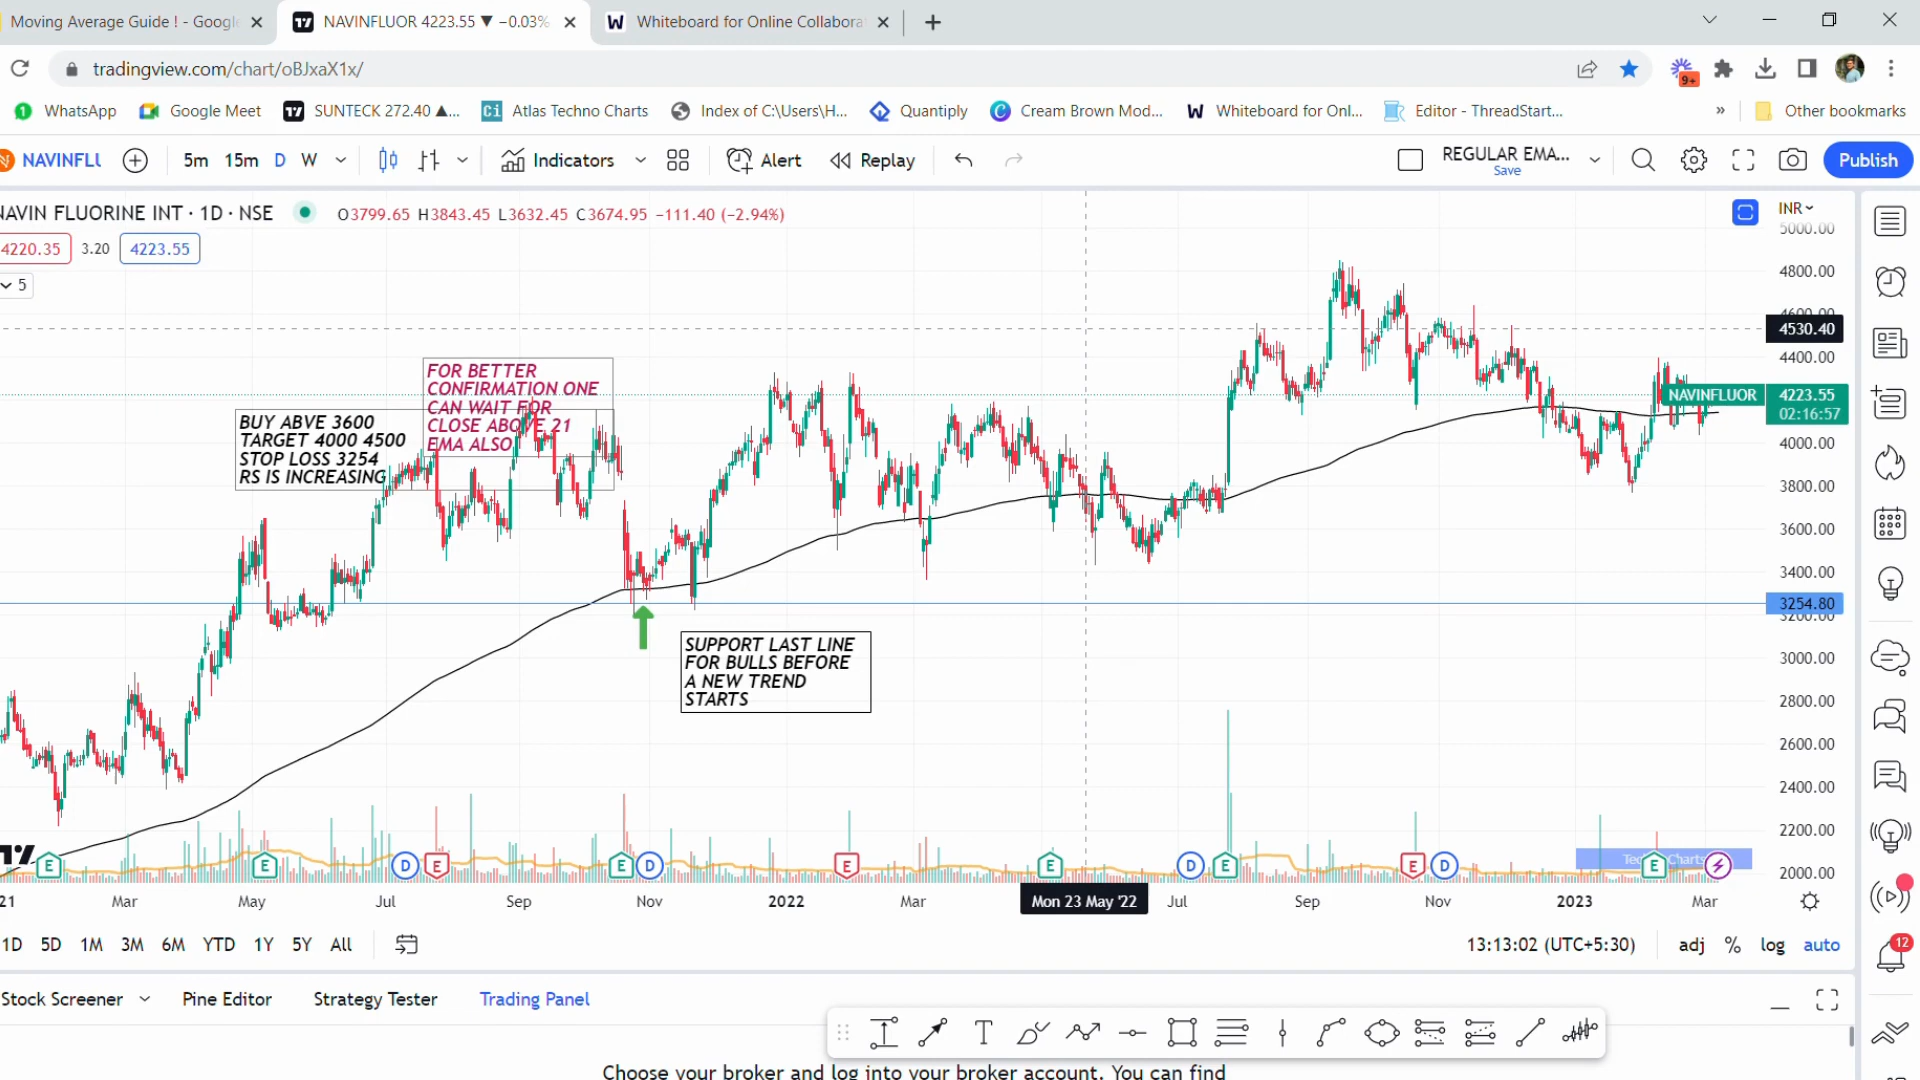 Moving Average Guide ! - Google
NAVINFLUOR 4223.55 ▼ −0.03%
Whiteboard for Online Collabora
tradingview.com/chart/oBJxaX1x/
9+
WhatsApp
Google Meet
SUNTECK 272.40 ▲...
Atlas Techno Charts
Index of C:\Users\H...
Quantiply
Cream Brown Mod...
Whiteboard for Onl...
Editor - ThreadStart...
»
Other bookmarks
NAVINFLU
5m 15m D W
Indicators
Alert
Replay
REGULAR EMA...
Save
Publish
NAVIN FLUORINE INT · 1D · NSE
O3799.65 H3843.45 L3632.45 C3674.95 −111.40 (−2.94%)
INR
4220.35 3.20 4223.55
5
5000.00
4800.00
4600.00
4530.40
4400.00
NAVINFLUOR 4223.55
02:16:57
4000.00
3800.00
3600.00
3400.00
3254.80
3200.00
3000.00
2800.00
2600.00
2400.00
2200.00
2000.00
FOR BETTER
CONFIRMATION ONE
CAN WAIT FOR
CLOSE ABOVE 21
EMA ALSO
BUY ABVE 3600
TARGET 4000 4500
STOP LOSS 3254
RS IS INCREASING
SUPPORT LAST LINE
FOR BULLS BEFORE
A NEW TREND
STARTS
E E D E E D E E D E E D E
21 Mar May Jul Sep Nov 2022 Mar Mon 23 May '22 Jul Sep Nov 2023 Mar
1D 5D 1M 3M 6M YTD 1Y 5Y All
13:13:02 (UTC+5:30)
adj % log auto
12
Stock Screener
Pine Editor
Strategy Tester
Trading Panel
Choose your broker and log into your broker account. You can find